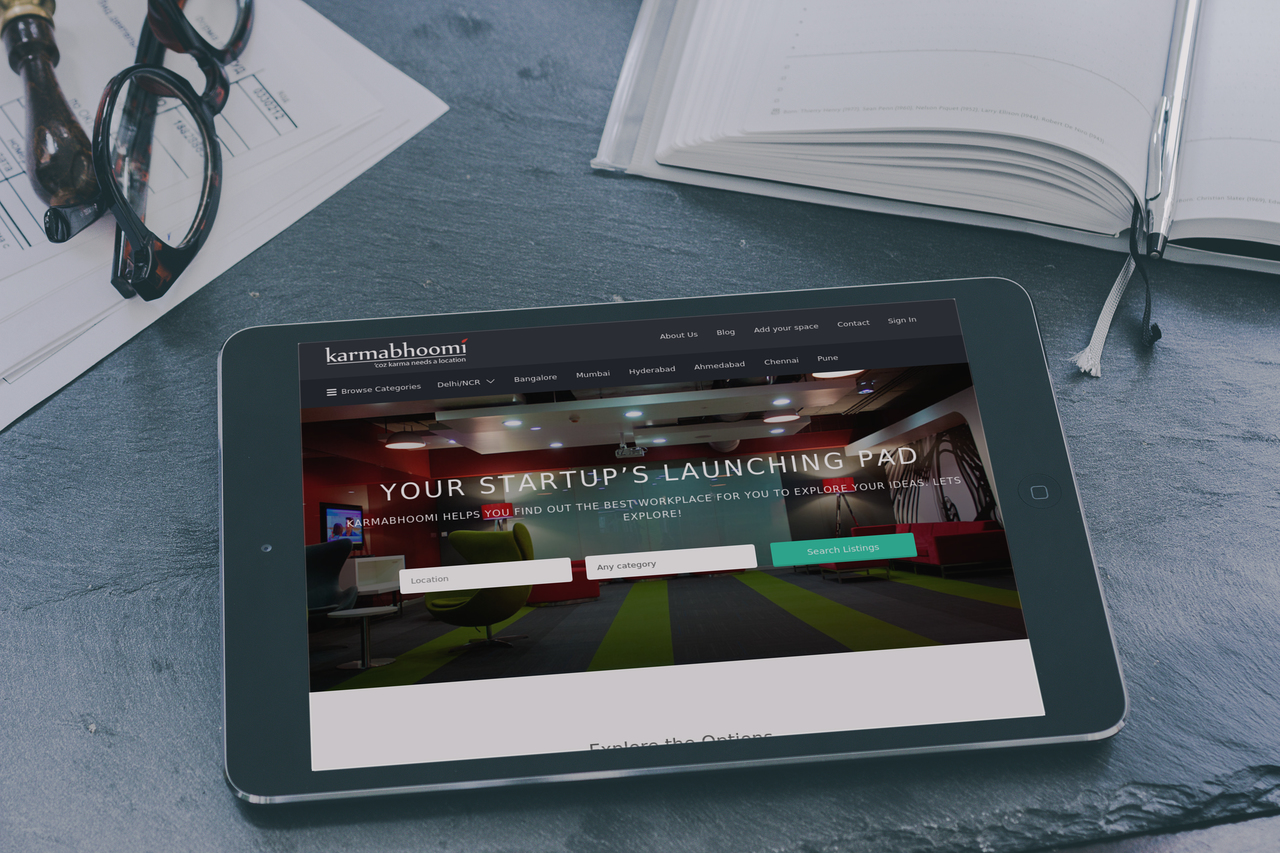 karmabhoomi
'coz karma needs a location
About Us Blog Add your space Contact Sign In
Browse Categories Delhi/NCR Bangalore Mumbai Hyderabad Ahmedabad Chennai Pune
YOUR STARTUP'S LAUNCHING PAD
KARMABHOOMI HELPS YOU FIND OUT THE BEST WORKPLACE FOR YOU TO EXPLORE YOUR IDEAS. LETS
EXPLORE!
Location Any category Search Listings
Explore the Options